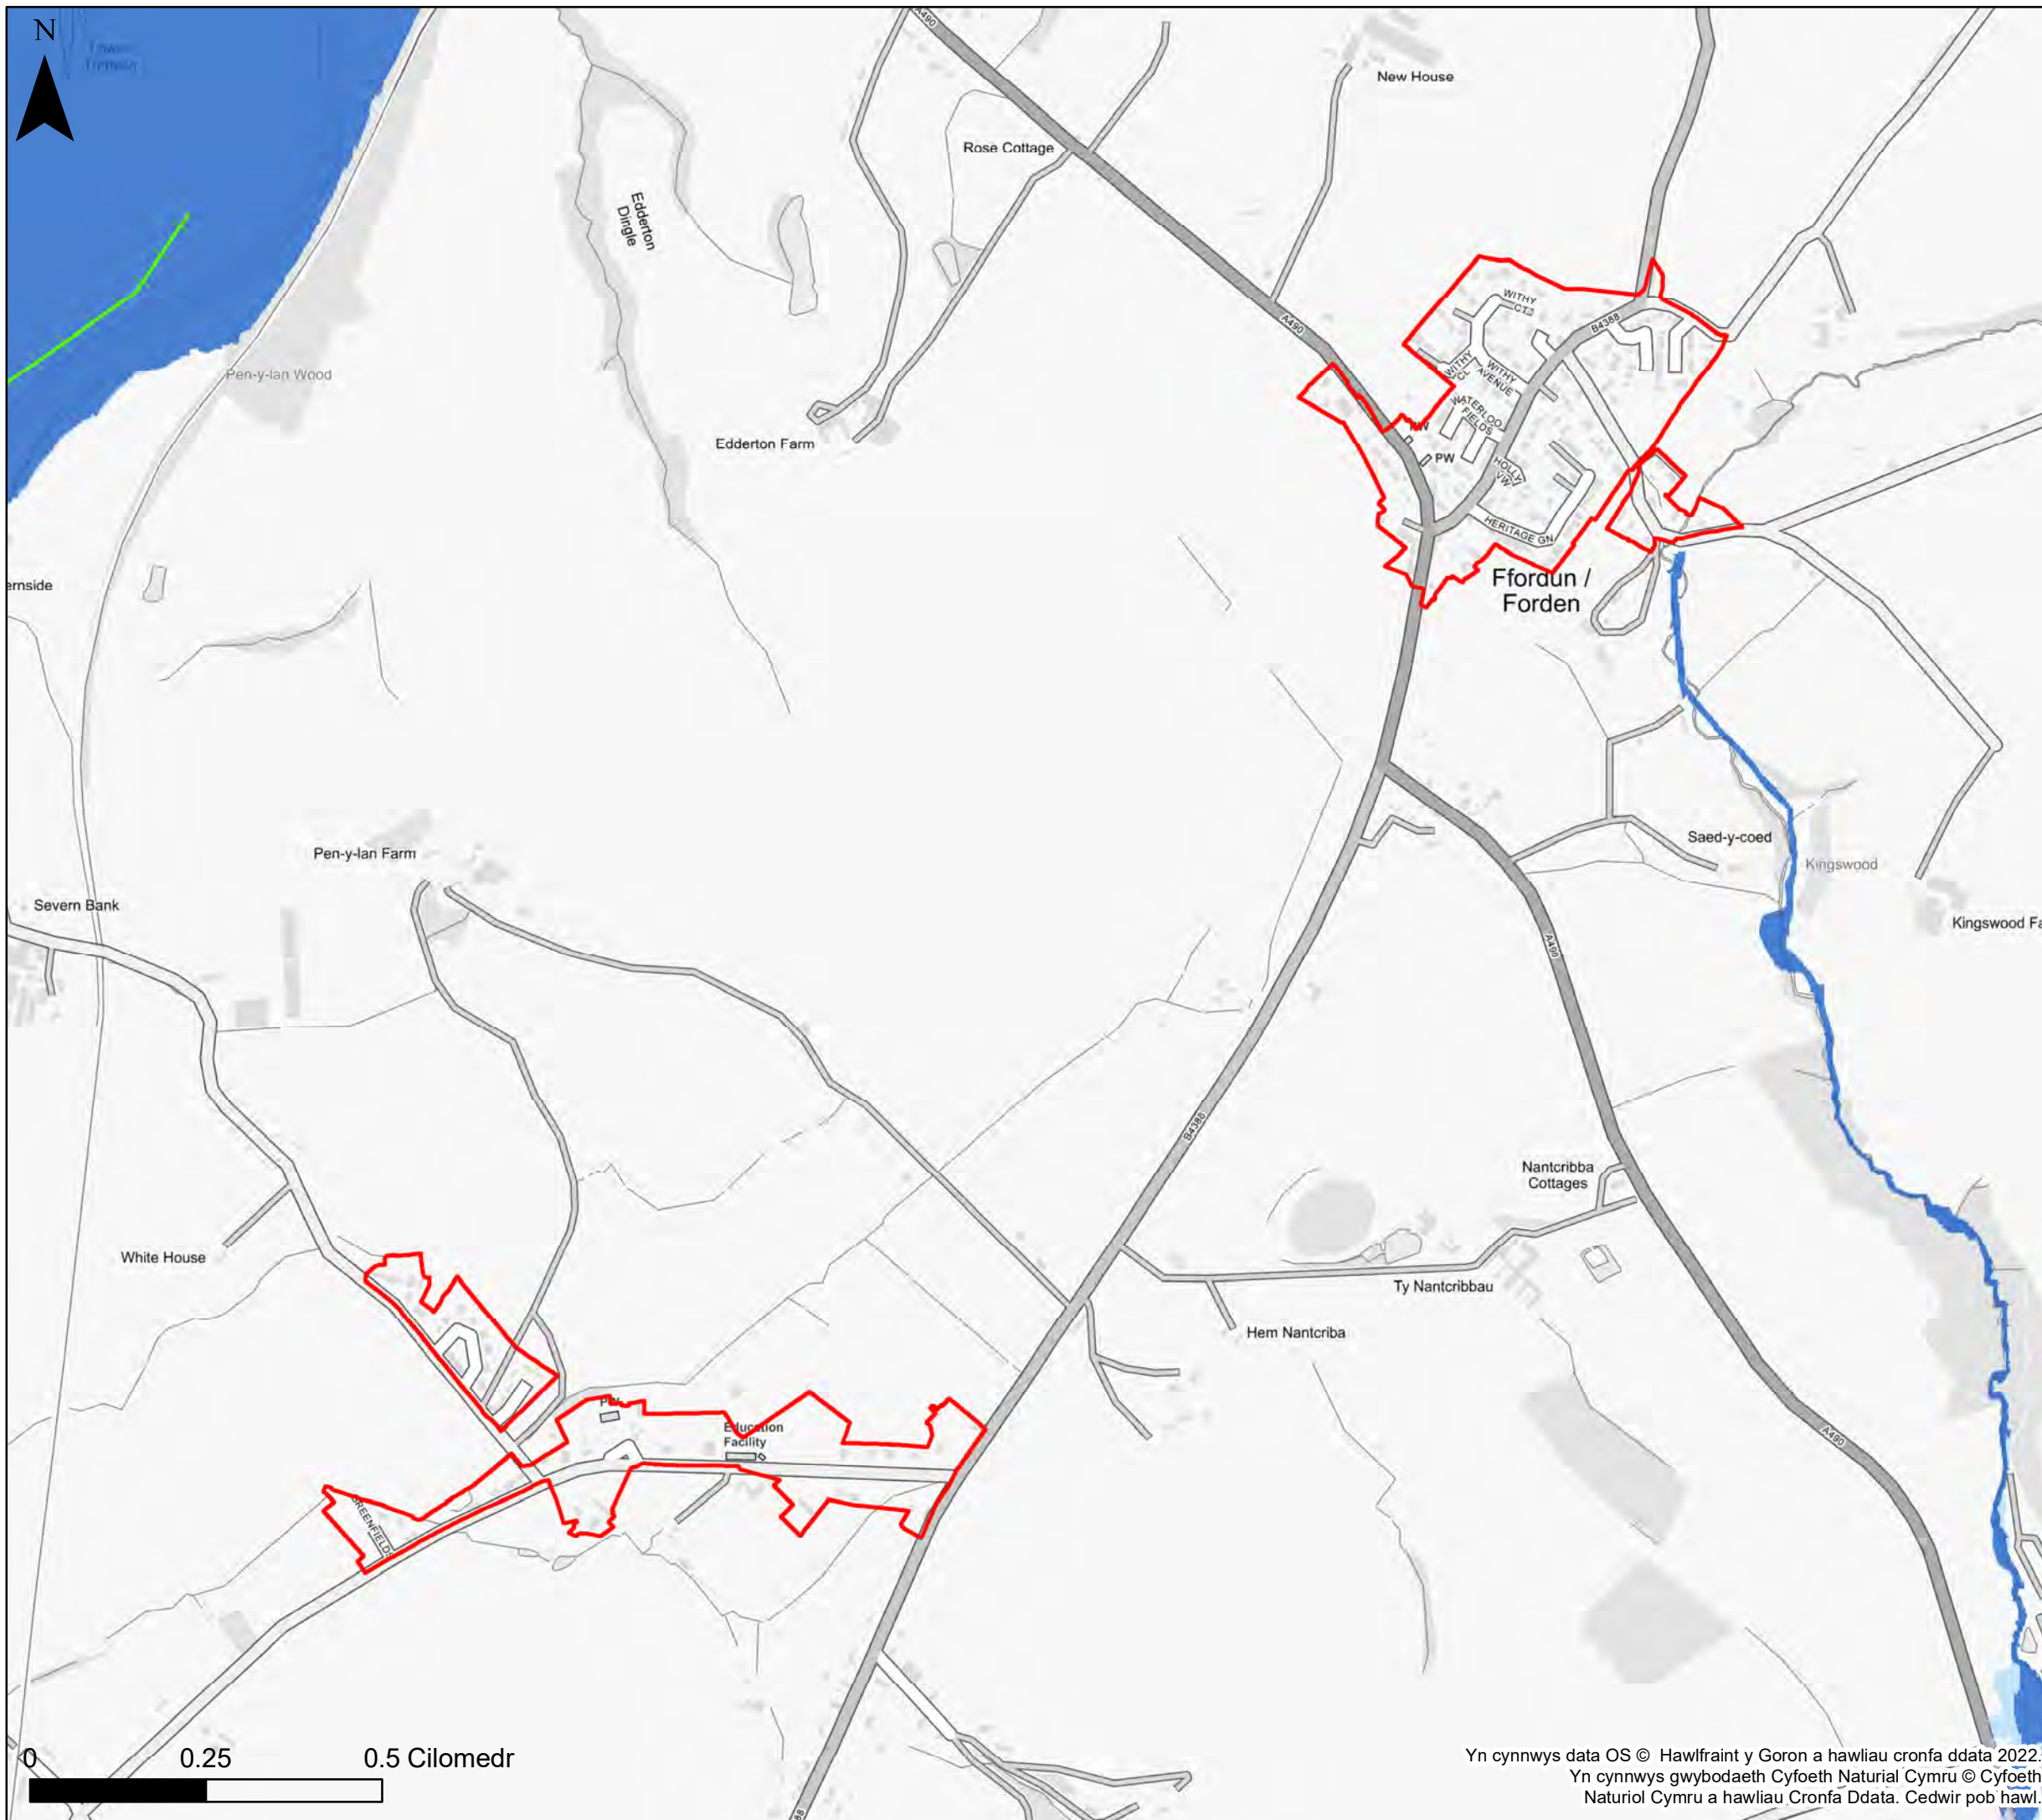 N
A490
New House
Rose Cottage
Edderton
Dingle
WITHY
CT
A490
B4388
Pen-y-lan Wood
WITHY
CL
WITHY
AVENUE
WATERLOO
FIELDS
PW
Edderton Farm
HOLLY
VW
HERITAGE GN
Ffordun /
Forden
ernside
Saed-y-coed
Pen-y-lan Farm
Kingswood
Severn Bank
Kingswood Fa
A490
B4388
Nantcribba
Cottages
White House
Ty Nantcribbau
Hem Nantcriba
Education
Facility
A490
GREENFIELDS
0 0.25 0.5 Cilomedr
88
Yn cynnwys data OS © Hawlfraint y Goron a hawliau cronfa ddata 2022.
Yn cynnwys gwybodaeth Cyfoeth Naturial Cymru © Cyfoeth
Naturiol Cymru a hawliau Cronfa Ddata. Cedwir pob hawl.